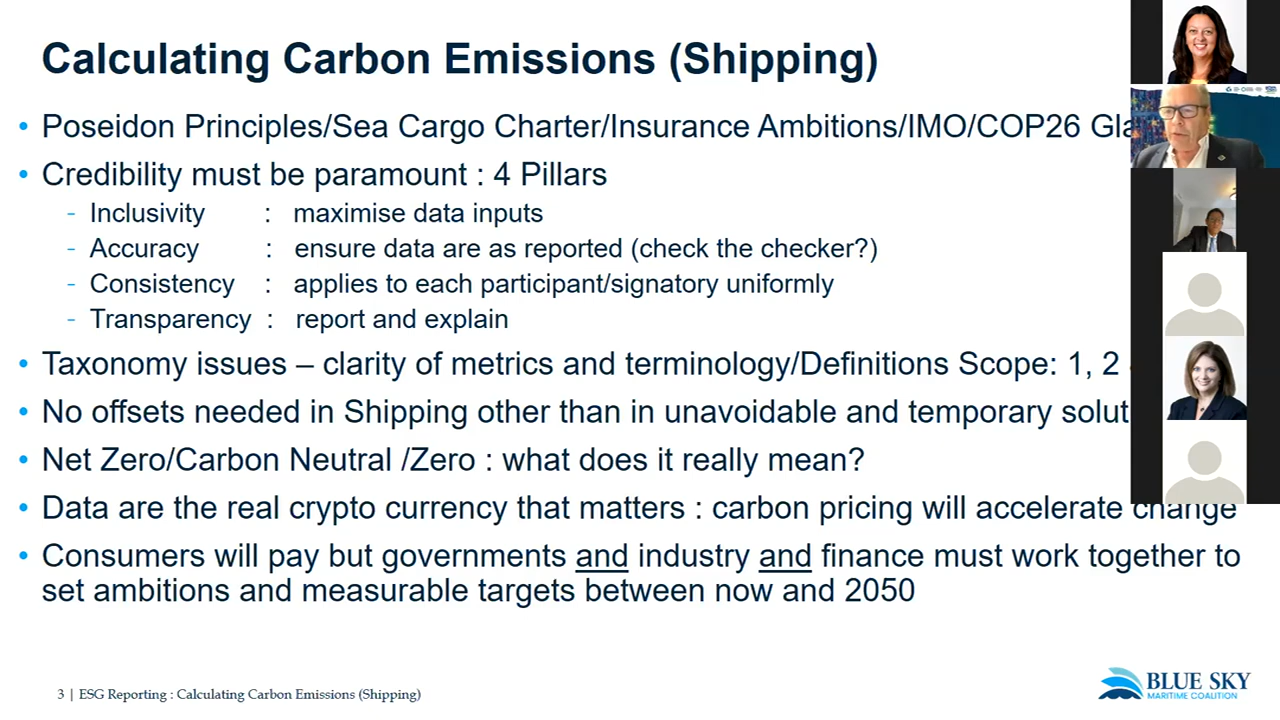 Calculating Carbon Emissions (Shipping)
• Poseidon Principles/Sea Cargo Charter/Insurance Ambitions/IMO/COP26
• Credibility must be paramount : 4 Pillars
- Inclusivity : maximise data inputs
- Accuracy : ensure data are as reported (check the checker?)
- Consistency : applies to each participant/signatory uniformly
- Transparency : report and explain
• Taxonomy issues – clarity of metrics and terminology/Definitions Scope: 1, 2
• No offsets needed in Shipping other than in unavoidable and temporary
• Net Zero/Carbon Neutral /Zero : what does it really mean?
• Data are the real crypto currency that matters : carbon pricing will accelerate change
• Consumers will pay but governments and industry and finance must work together to
set ambitions and measurable targets between now and 2050
3 | ESG Reporting : Calculating Carbon Emissions (Shipping)
BLUE SKY
MARITIME COALITION